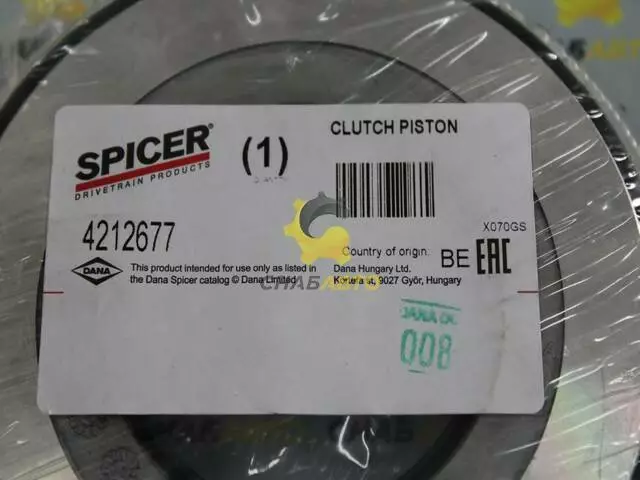 SPICER®
DRIVETRAIN PRODUCTS
(1)
CLUTCH PISTON
4212677
X070GS
Country of origin: BE EAC
DANA
This product intended for use only as listed in
the Dana Spicer catalog © Dana Limited
Dana Hungary Ltd.
9027 Győr, Hungary
СНАБАВТО
DANA
008